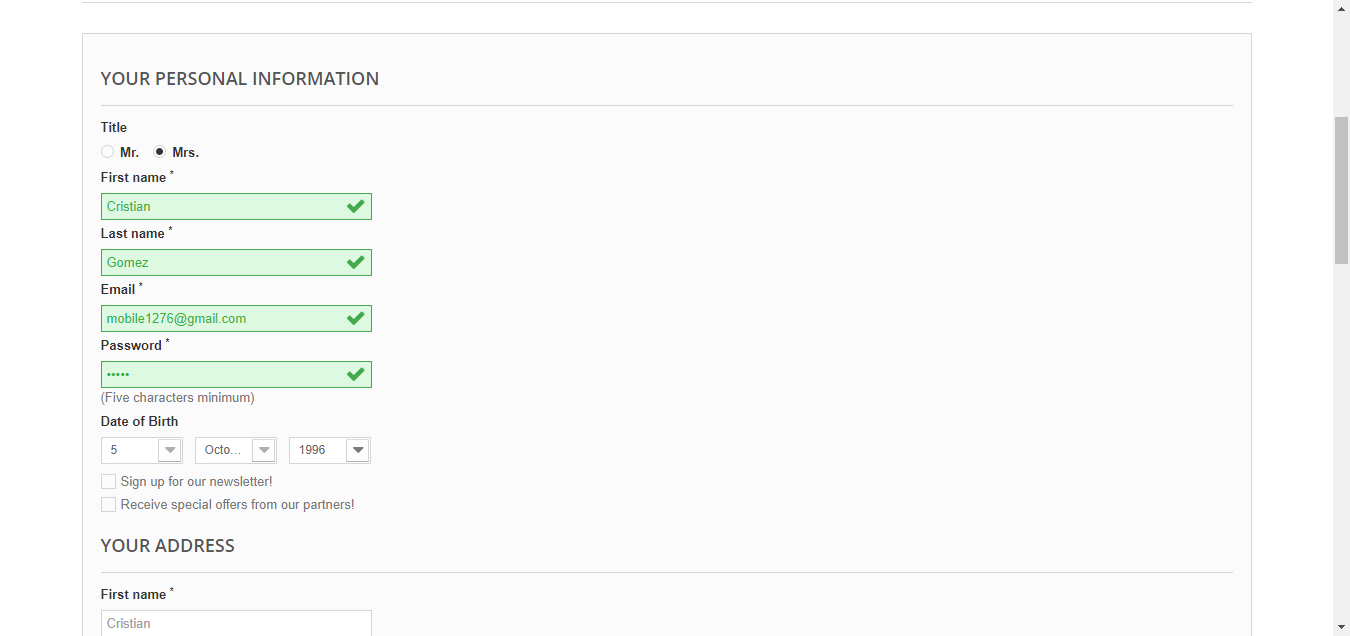 YOUR PERSONAL INFORMATION
Title
Mr. Mrs.
First name *
Cristian
Last name *
Gomez
Email *
mobile1276@gmail.com
Password *
•••••
(Five characters minimum)
Date of Birth
5 Octo... 1996
Sign up for our newsletter!
Receive special offers from our partners!
YOUR ADDRESS
First name *
Cristian